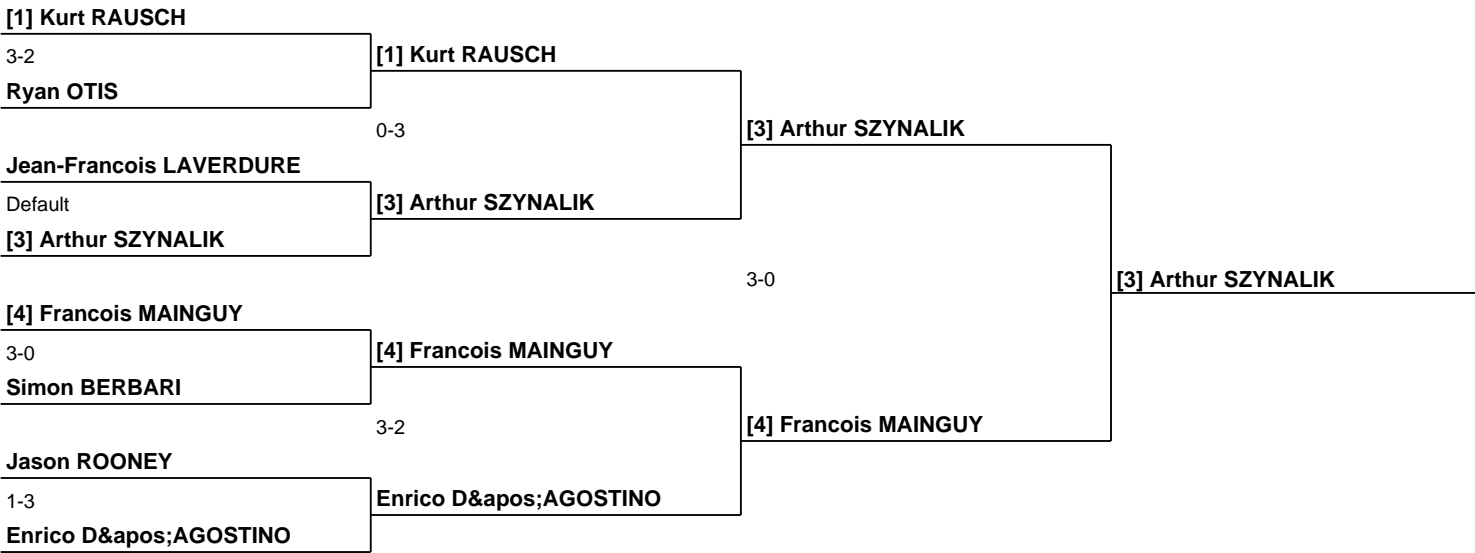 [1] Kurt RAUSCH
3-2
Ryan OTIS
Jean-Francois LAVERDURE
Default
[3] Arthur SZYNALIK
[4] Francois MAINGUY
3-0
Simon BERBARI
Jason ROONEY
1-3
Enrico D&apos;AGOSTINO
[1] Kurt RAUSCH
0-3
[3] Arthur SZYNALIK
[4] Francois MAINGUY
3-2
Enrico D&apos;AGOSTINO
[3] Arthur SZYNALIK
3-0
[4] Francois MAINGUY
[3] Arthur SZYNALIK